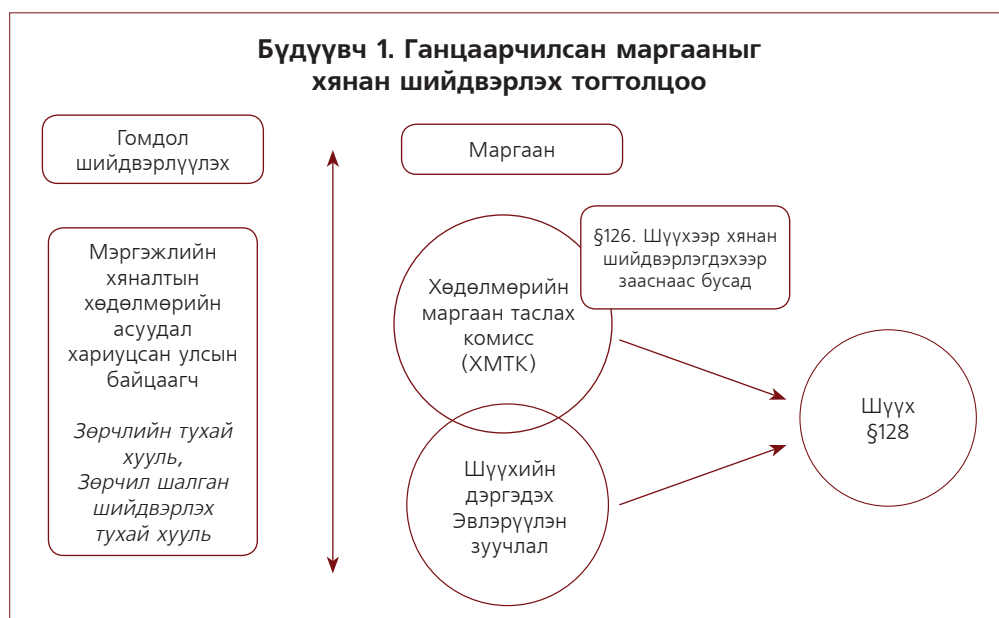 Бүдүүвч 1. Ганцаарчилсан маргааныг
хянан шийдвэрлэх тогтолцоо
Гомдол
шийдвэрлүүлэх
Мэргэжлийн
хяналтын
хөдөлмөрийн
асуудал
хариуцсан улсын
байцаагч
Зөрчлийн тухай
хууль,
Зөрчил шалган
шийдвэрлэх
тухай хууль
Маргаан
§126. Шүүхээр хянан
шийдвэрлэгдэхээр
зааснаас бусад
Хөдөлмөрийн
маргаан таслах
комисс
(ХМТК)
Шүүхийн
дэргэдэх
Эвлэрүүлэн
зуучлал
Шүүх
§128